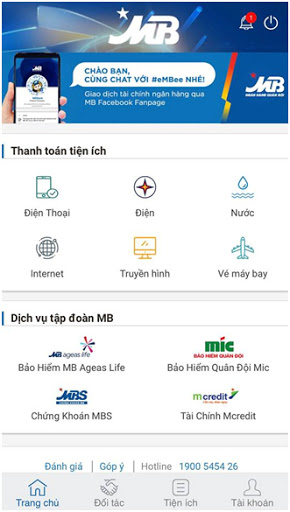 MB
1
CHÀO BẠN,
CÙNG CHAT VỚI #eMBee NHÉ!
Giao dịch tài chính ngân hàng qua
MB Facebook Fanpage
MB
NGÂN HÀNG QUÂN ĐỘI
Thanh toán tiện ích
Điện Thoại
Điện
Nước
Internet
Truyền hình
Vé máy bay
Dịch vụ tập đoàn MB
MB ageas life
mic
BẢO HIỂM QUÂN ĐỘI
Bảo Hiểm MB Ageas Life
Bảo Hiểm Quân Đội Mic
MBS
mcredit
Chứng Khoán MBS
Tài Chính Mcredit
Đánh giá | Góp ý | Hotline 1900 5454 26
Trang chủ
Đối tác
Tiện ích
Tài khoản